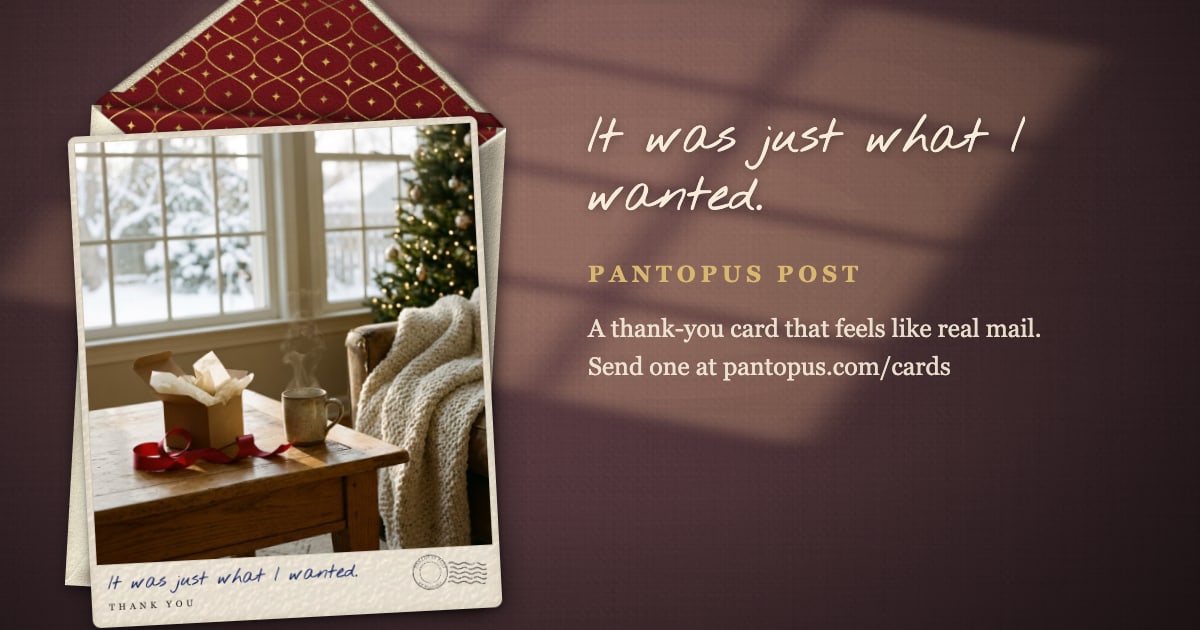 It was just what I
wanted.
PANTOPUS POST
A thank-you card that feels like real mail.
Send one at pantopus.com/cards
It was just what I wanted.
THANK YOU